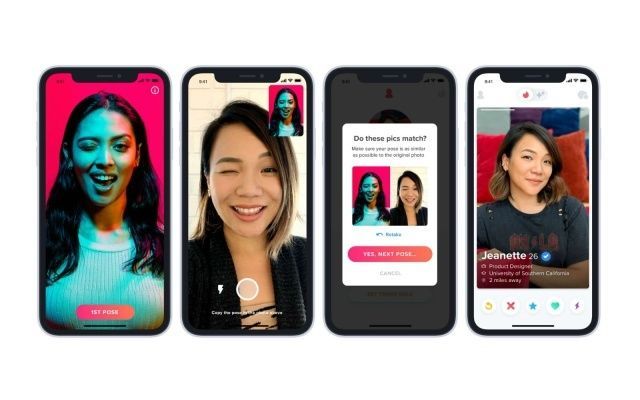 9:41
1ST POSE
9:41
Copy the pose in the photo above
9:41
Do these pics match?
Make sure your pose is as similar
as possible to the original photo
Retake
YES, NEXT POSE...
CANCEL
9:41
Jeanette 26
Product Designer
University of Southern California
2 miles away